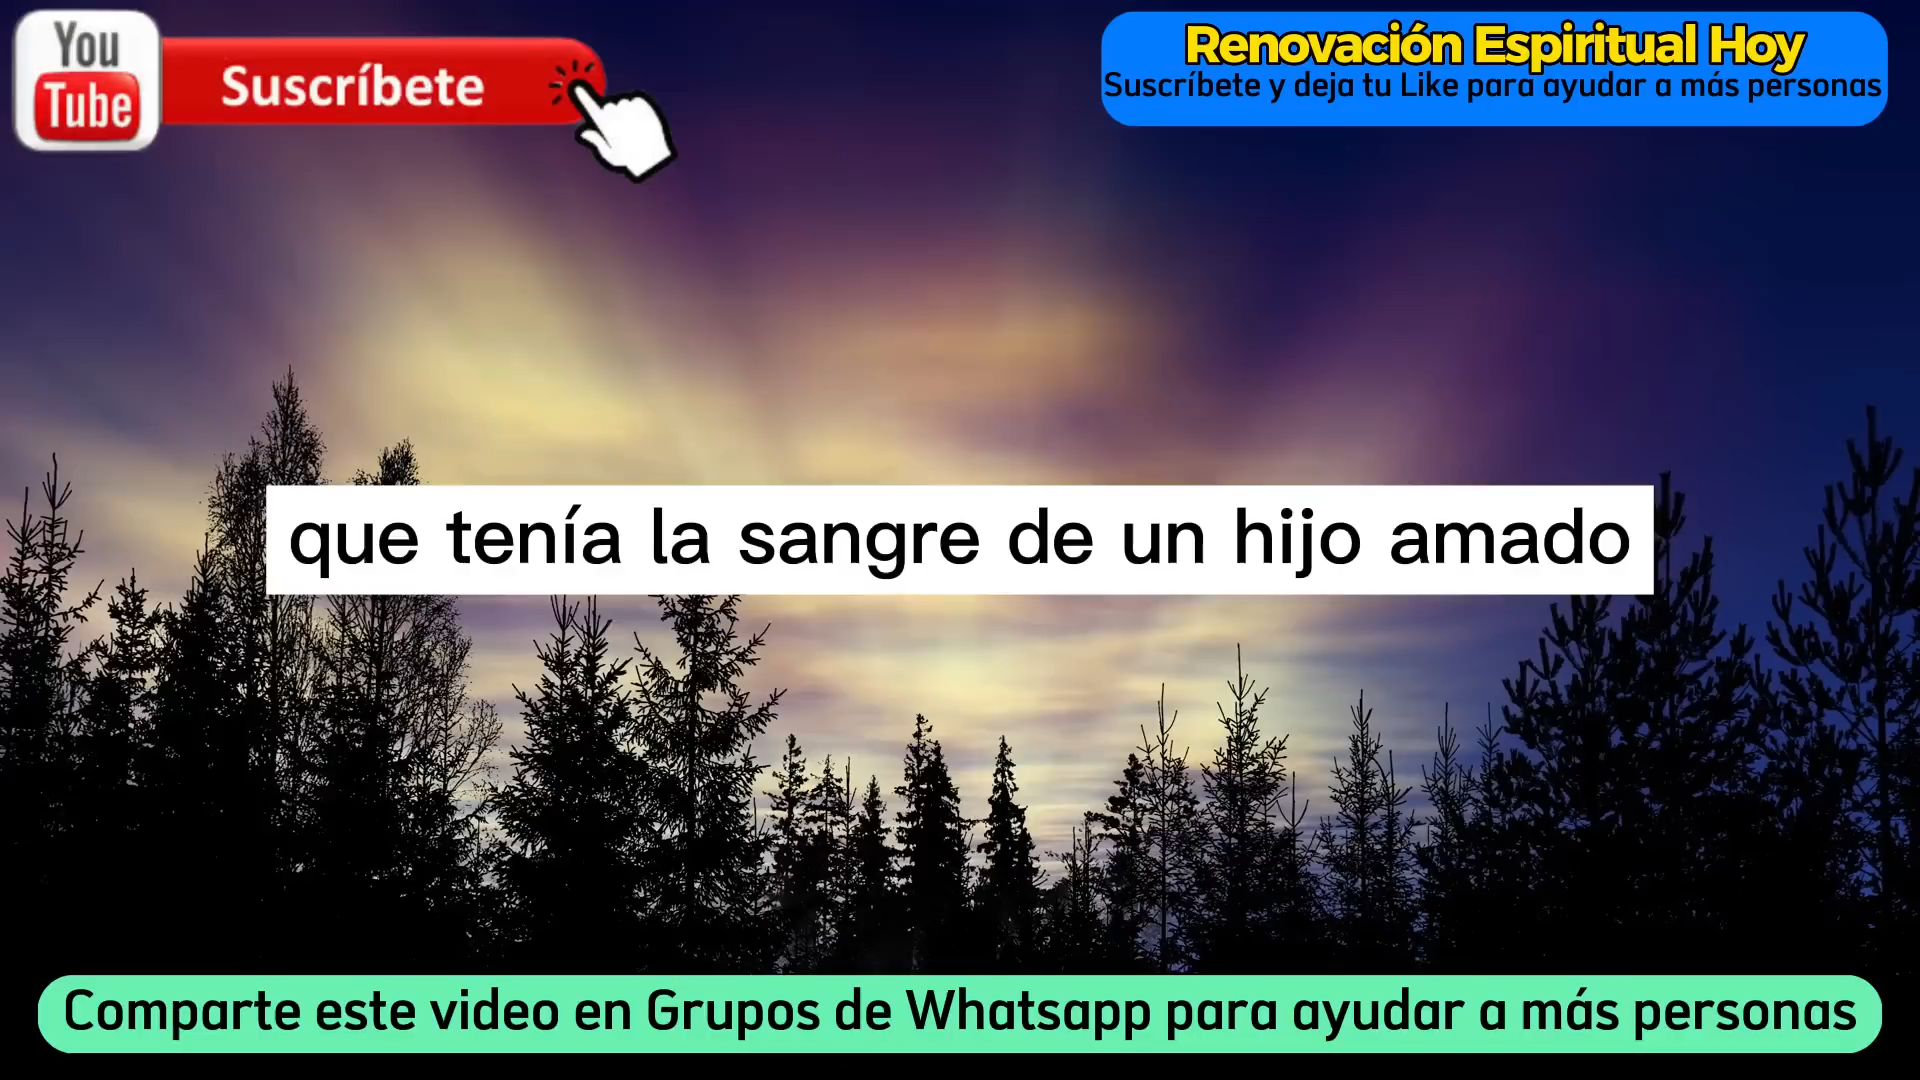 You
Tube
Suscríbete
Renovación Espiritual Hoy
Suscríbete y deja tu Like para ayudar a más personas
que tenía la sangre de un hijo amado
Comparte este video en Grupos de Whatsapp para ayudar a más personas